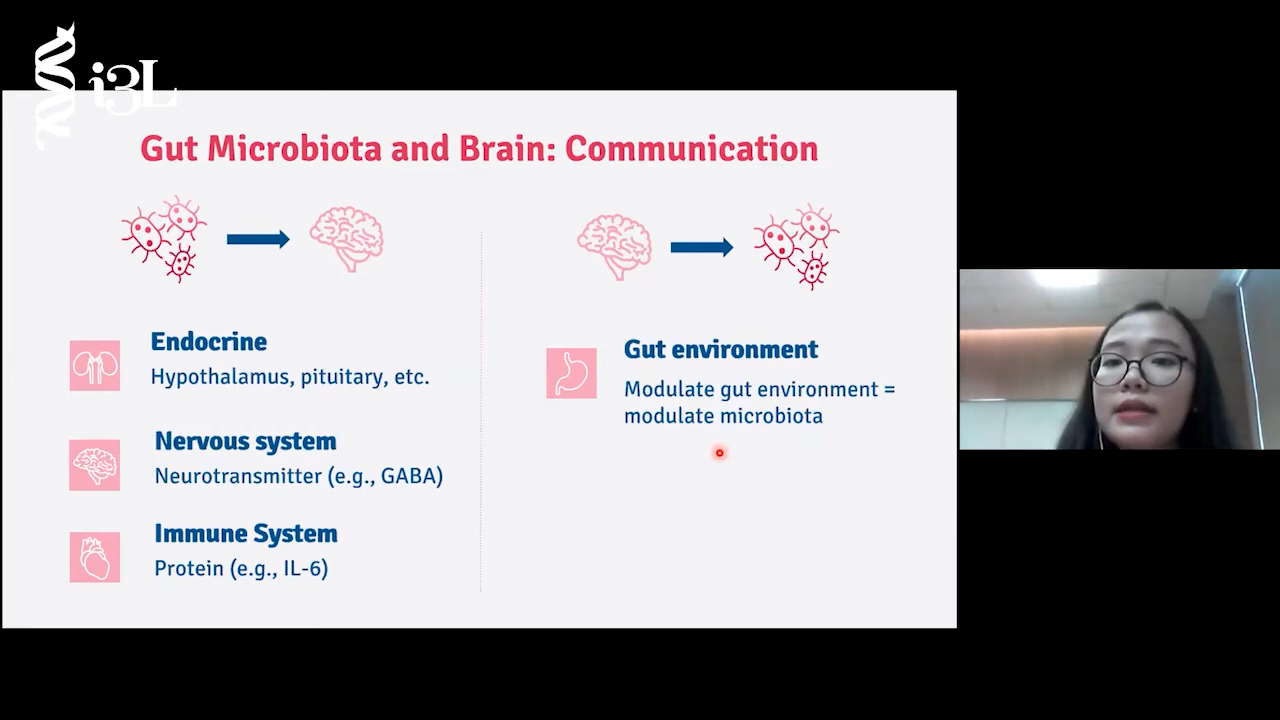 i3L
Gut Microbiota and Brain: Communication
Endocrine
Hypothalamus, pituitary, etc.
Nervous system
Neurotransmitter (e.g., GABA)
Immune System
Protein (e.g., IL-6)
Gut environment
Modulate gut environment =
modulate microbiota